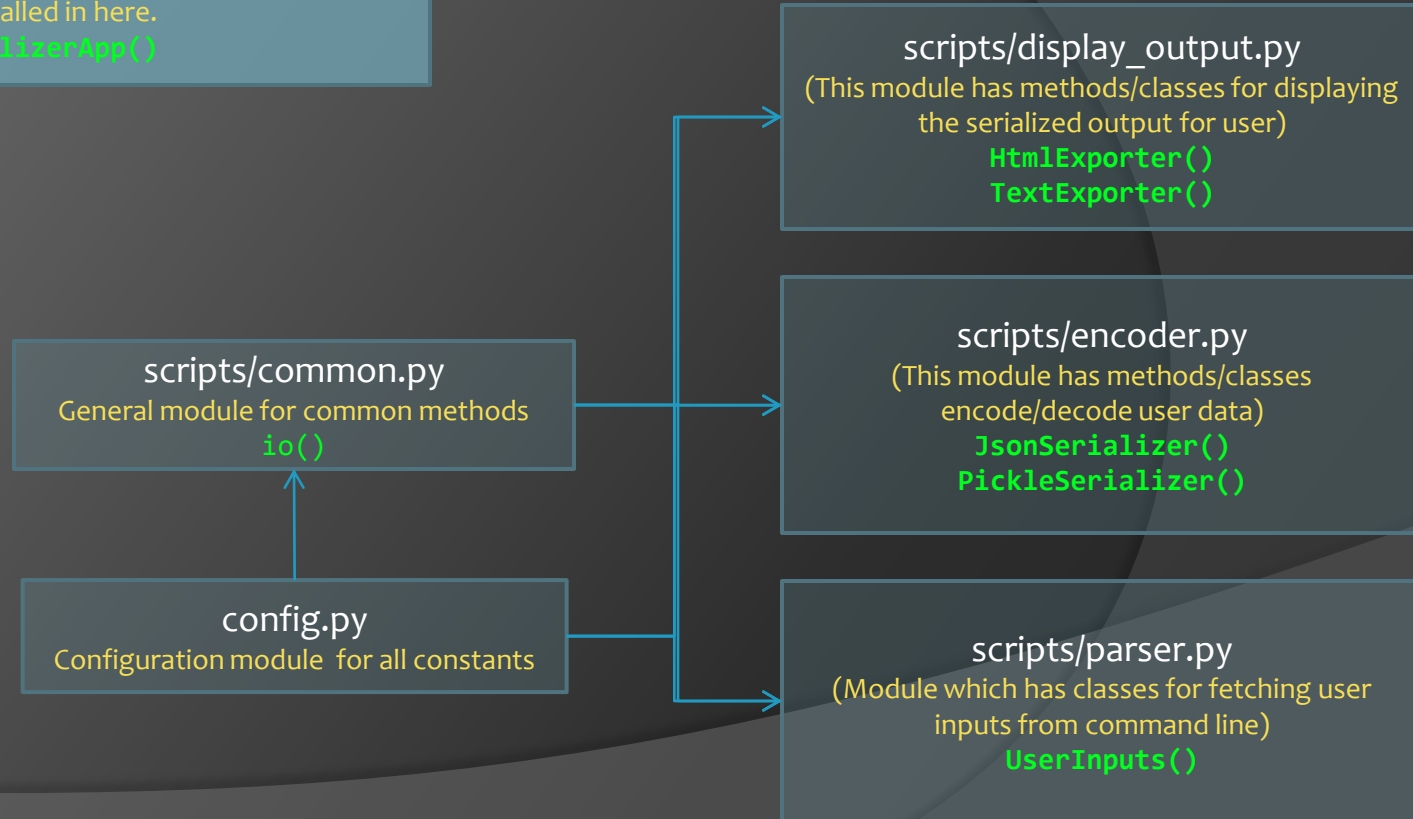 alled in here.
lizerApp()
scripts/display_output.py
(This module has methods/classes for displaying
the serialized output for user)
HtmlExporter()
TextExporter()
scripts/encoder.py
(This module has methods/classes
encode/decode user data)
JsonSerializer()
PickleSerializer()
scripts/common.py
General module for common methods
io()
config.py
Configuration module  for all constants
scripts/parser.py
(Module which has classes for fetching user
inputs from command line)
UserInputs()